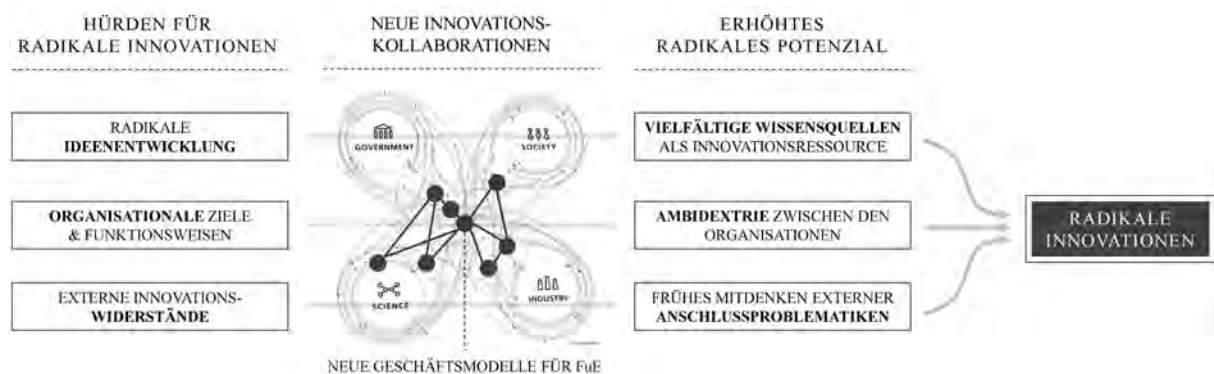 HÜRDEN FÜR
RADIKALE INNOVATIONEN
NEUE INNOVATIONS-
KOLLABORATIONEN
ERHÖHTES
RADIKALES POTENZIAL
RADIKALE
IDEENENTWICKLUNG
ORGANISATIONALE ZIELE
& FUNKTIONSWEISEN
EXTERNE INNOVATIONS-
WIDERSTÄNDE
GOVERNMENT
SOCIETY
SCIENCE
INDUSTRY
NEUE GESCHÄFTSMODELLE FÜR FuE
VIELFÄLTIGE WISSENSQUELLEN
ALS INNOVATIONSRESSOURCE
AMBIDEXTRIE ZWISCHEN DEN
ORGANISATIONEN
FRÜHES MITDENKEN EXTERNER
ANSCHLUSSPROBLEMATIKEN
RADIKALE
INNOVATIONEN